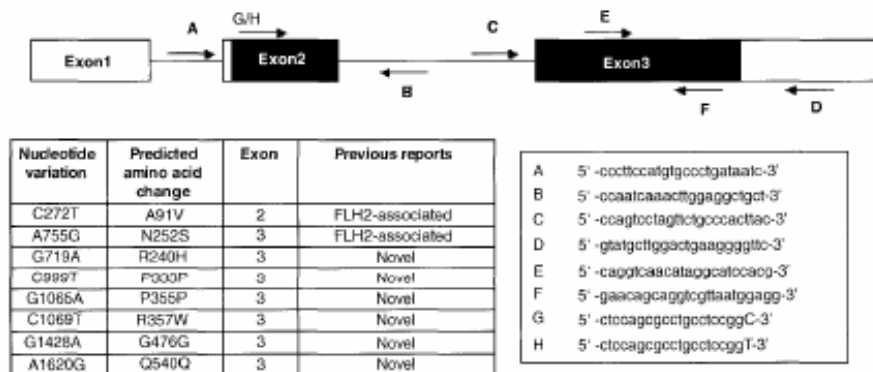 A G/H C E
Exon1 Exon2 Exon3
B F D
Nucleotide variation Predicted amino acid change Exon Previous reports
C272T A91V 2 FLH2-associated
A755G N252S 3 FLH2-associated
G719A R240H 3 Novel
C999T P333P 3 Novel
G1065A P355P 3 Novel
C1069T R357W 3 Novel
G1428A G476G 3 Novel
A1620G Q540Q 3 Novel
A 5' -cccttccatgtgccctgataatc-3'
B 5' -ccaatcaaacttggaggctgct-3'
C 5' -ccagtcctagttctgcccacttac-3'
D 5' -gtatgcttggactgaaggggttc-3'
E 5' -caggtcaacataggcatccacg-3'
F 5' -gaacagcaggtcgttaatggagg-3'
G 5' -ctccagcgcctgcctccggC-3'
H 5' -ctccagcgcctgcctccggT-3'